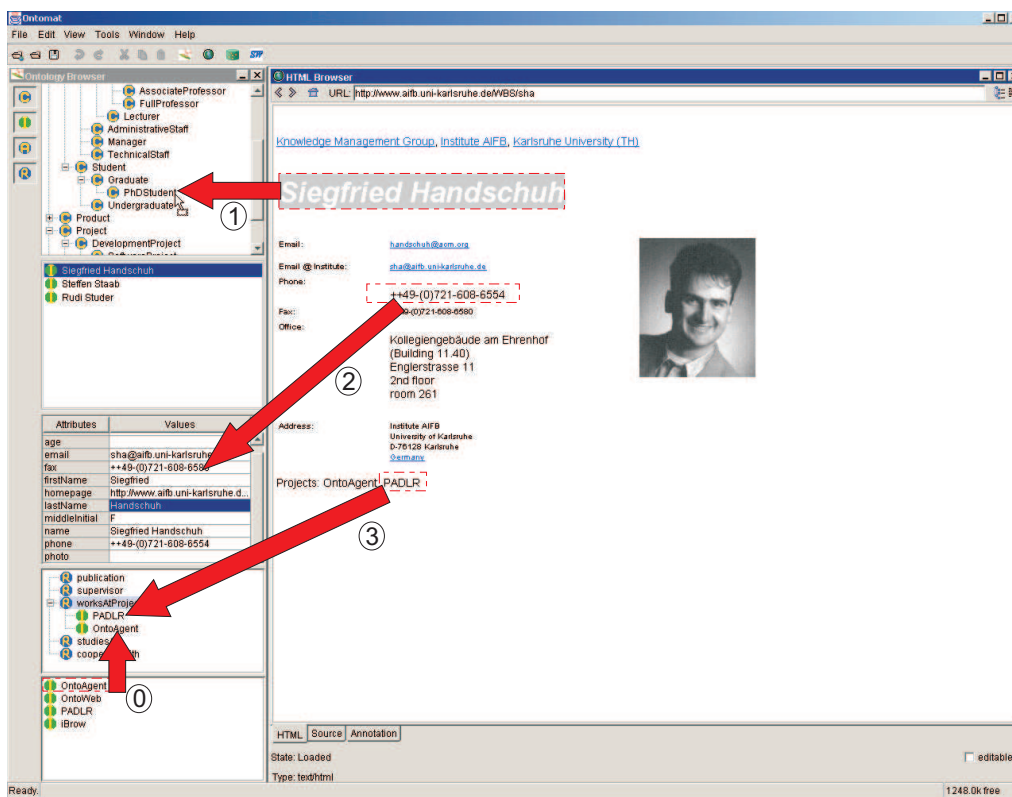 Ontomat
File Edit View Tools Window Help
Ontology Browser
AssociateProfessor
FullProfessor
Lecturer
AdministrativeStaff
Manager
TechnicalStaff
Student
Graduate
PhDStudent
Undergraduate
Product
Project
DevelopmentProject
SoftwareProject
Siegfried Handschuh
Steffen Staab
Rudi Studer
Attributes Values
age
email sha@aifb.uni-karlsruhe
fax ++49-(0)721-608-6580
firstName Siegfried
homepage http://www.aifb.uni-karlsruhe.d...
lastName Handschuh
middleInitial F
name Siegfried Handschuh
phone ++49-(0)721-608-6554
photo
publication
supervisor
worksAtProje
PADLR
OntoAgent
studies
coope th
OntoAgent
OntoWeb
PADLR
iBrow
HTML Browser
URL: http://www.aifb.uni-karlsruhe.de/WBS/sha
Knowledge Management Group, Institute AIFB, Karlsruhe University (TH)
Siegfried Handschuh
Email: handschuh@acm.org
Email @ Institute: sha@aifb.uni-karlsruhe.de
Phone: ++49-(0)721-608-6554
Fax: 9-(0)721-608-6580
Office: Kollegiengebäude am Ehrenhof
(Building 11.40)
Englerstrasse 11
2nd floor
room 261
Address: Institute AIFB
University of Karlsruhe
D-76128 Karlsruhe
Germany
Projects: OntoAgent, PADLR
1
2
3
0
HTML Source Annotation
State: Loaded
editable
Type: text/html
Ready.
1248.0k free